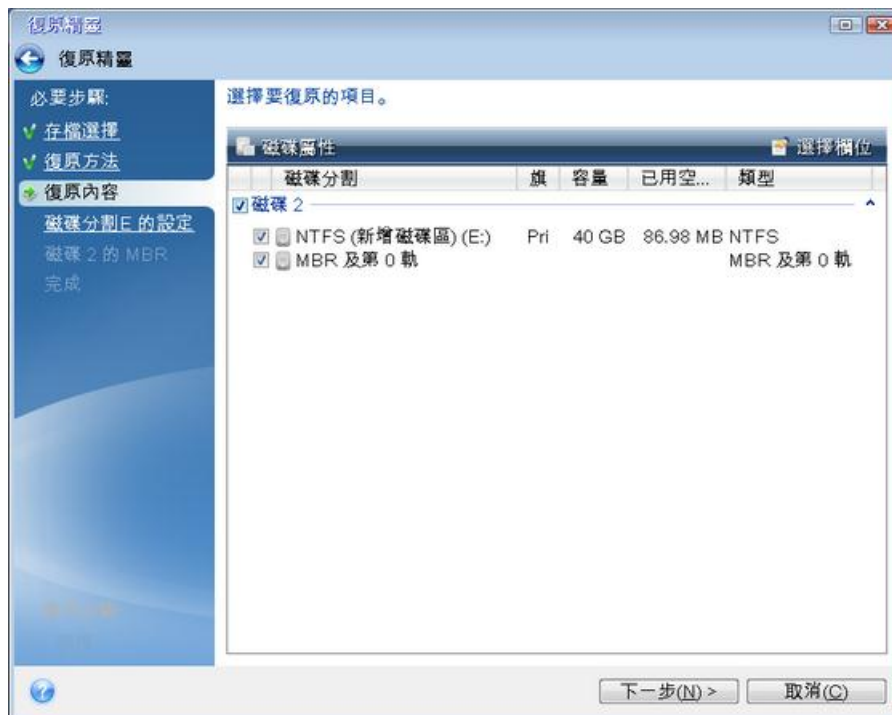 復原精靈
復原精靈
必要步驟:
存檔選擇
復原方法
復原內容
磁碟分割E 的設定
磁碟 2 的 MBR
完成
選擇要復原的項目。
磁碟屬性 選擇欄位
磁碟分割 旗 容量 已用空... 類型
磁碟 2
NTFS (新增磁碟區) (E:) Pri 40 GB 86.98 MB NTFS
MBR 及第 0 軌 MBR 及第 0 軌
下一步(N) > 取消(C)